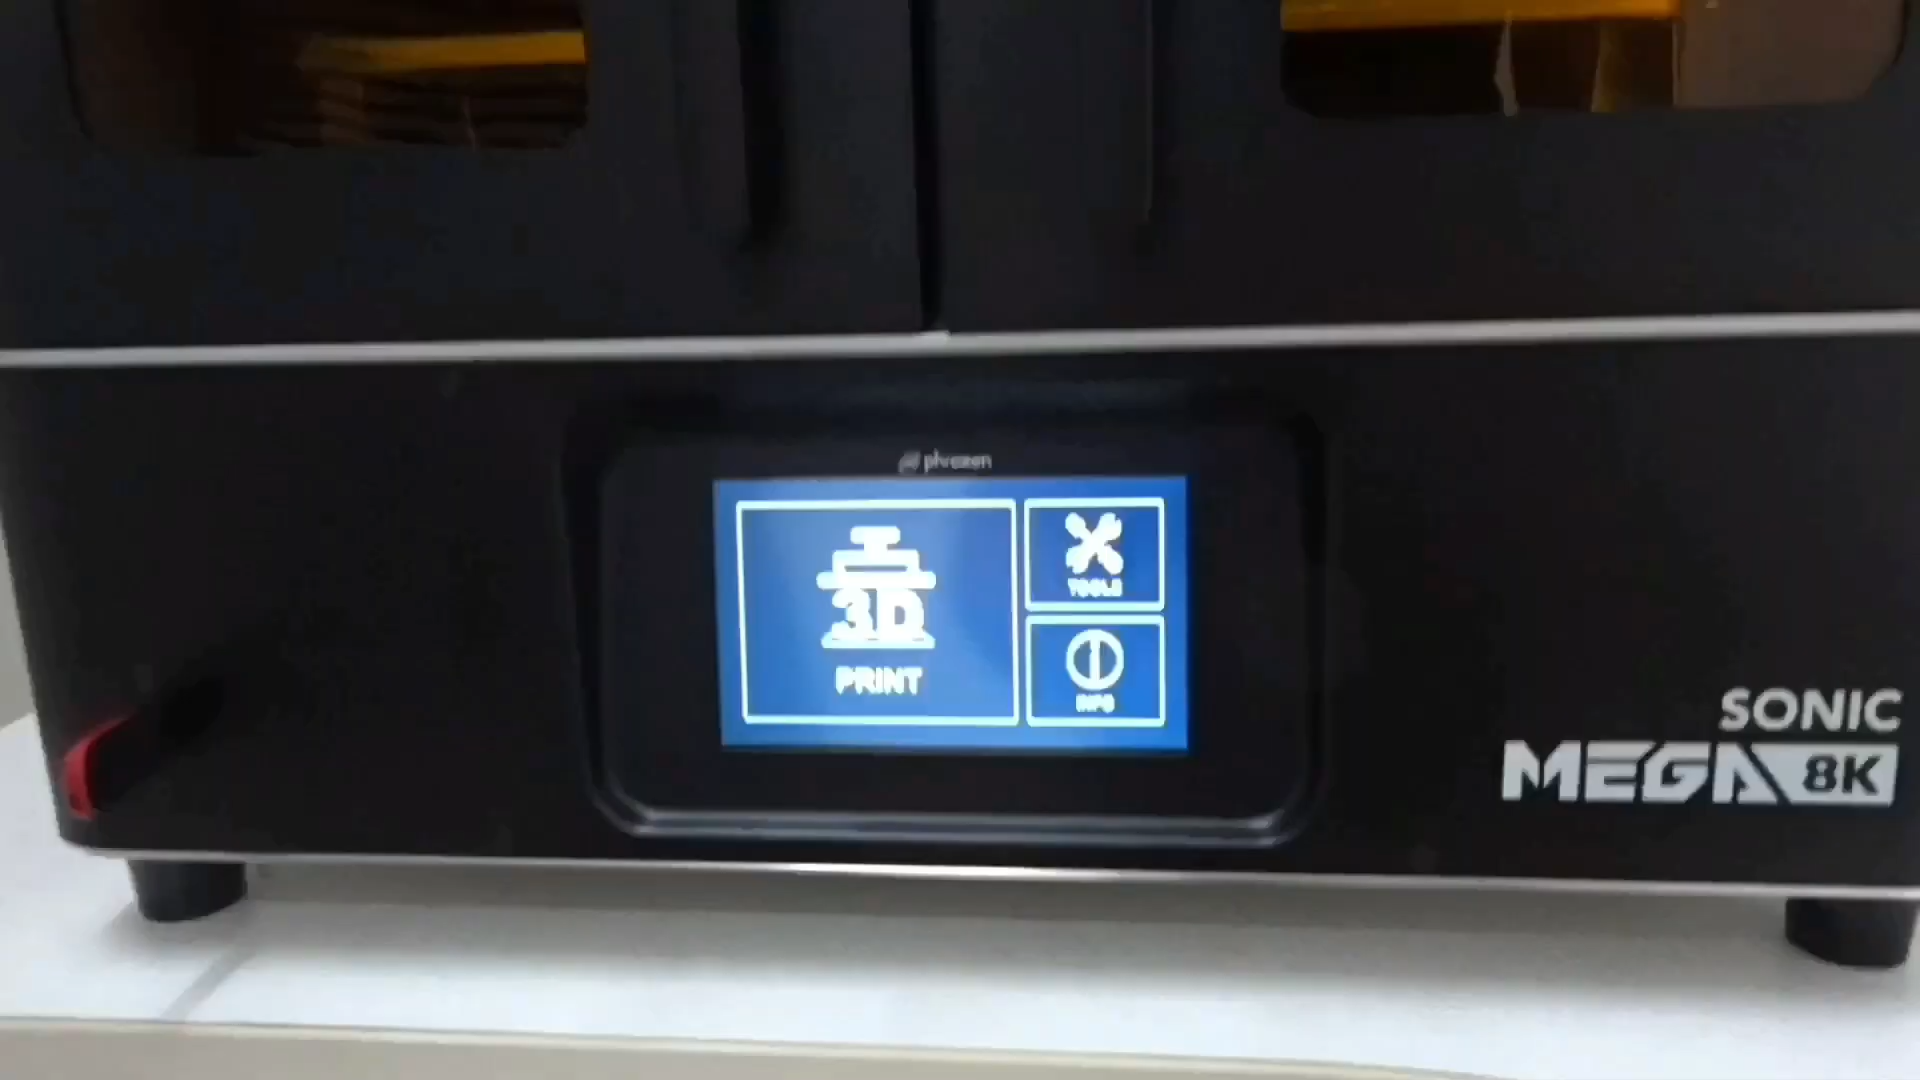 phrozen
3D
PRINT
TOOLS
INFO
SONIC
MEGA 8K